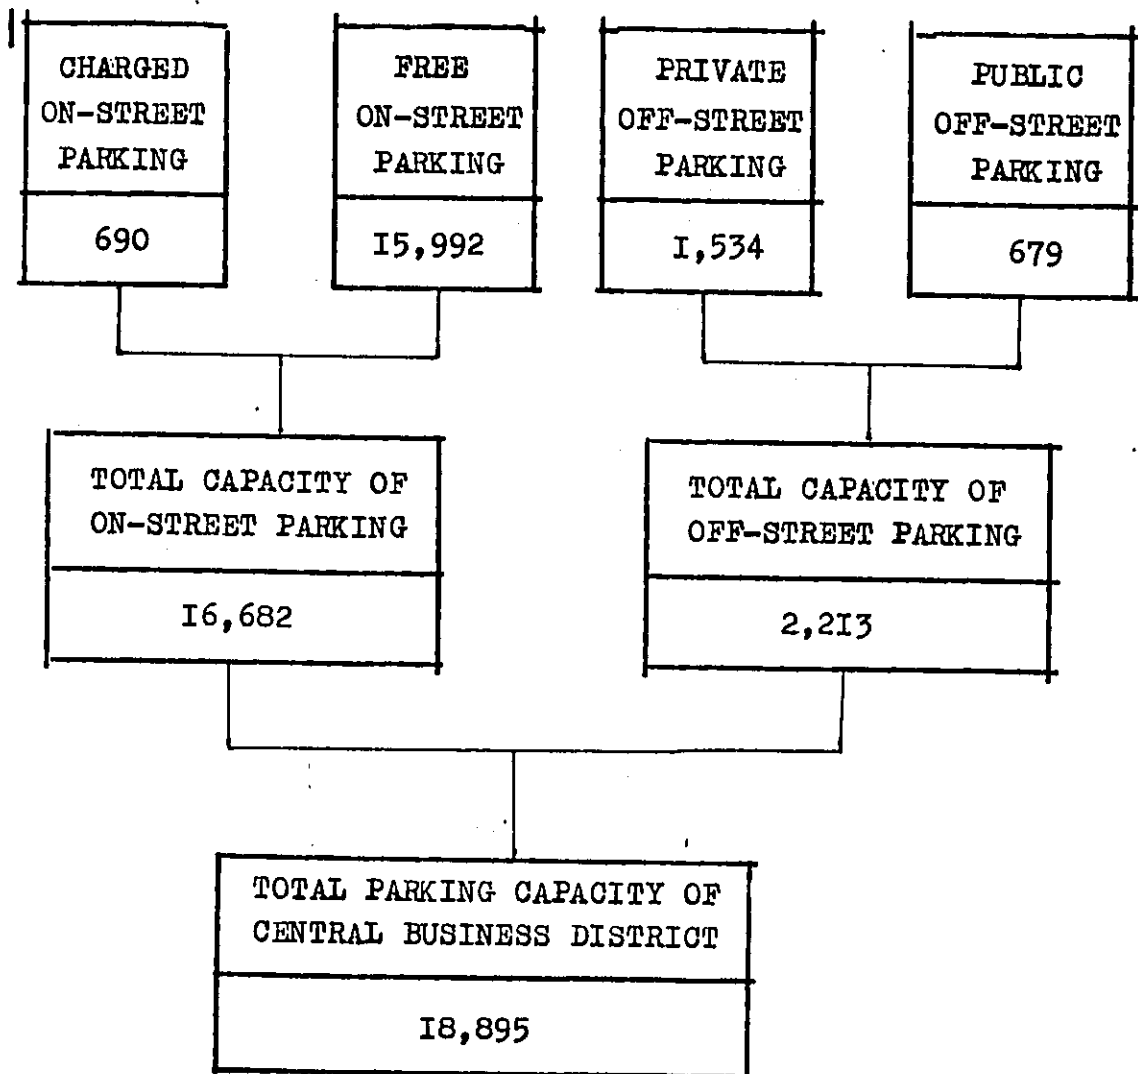 CHARGED
ON-STREET
PARKING
690
FREE
ON-STREET
PARKING
I5,992
PRIVATE
OFF-STREET
PARKING
I,534
PUBLIC
OFF-STREET
PARKING
679
TOTAL CAPACITY OF
ON-STREET PARKING
I6,682
TOTAL CAPACITY OF
OFF-STREET PARKING
2,2I3
TOTAL PARKING CAPACITY OF
CENTRAL BUSINESS DISTRICT
I8,895